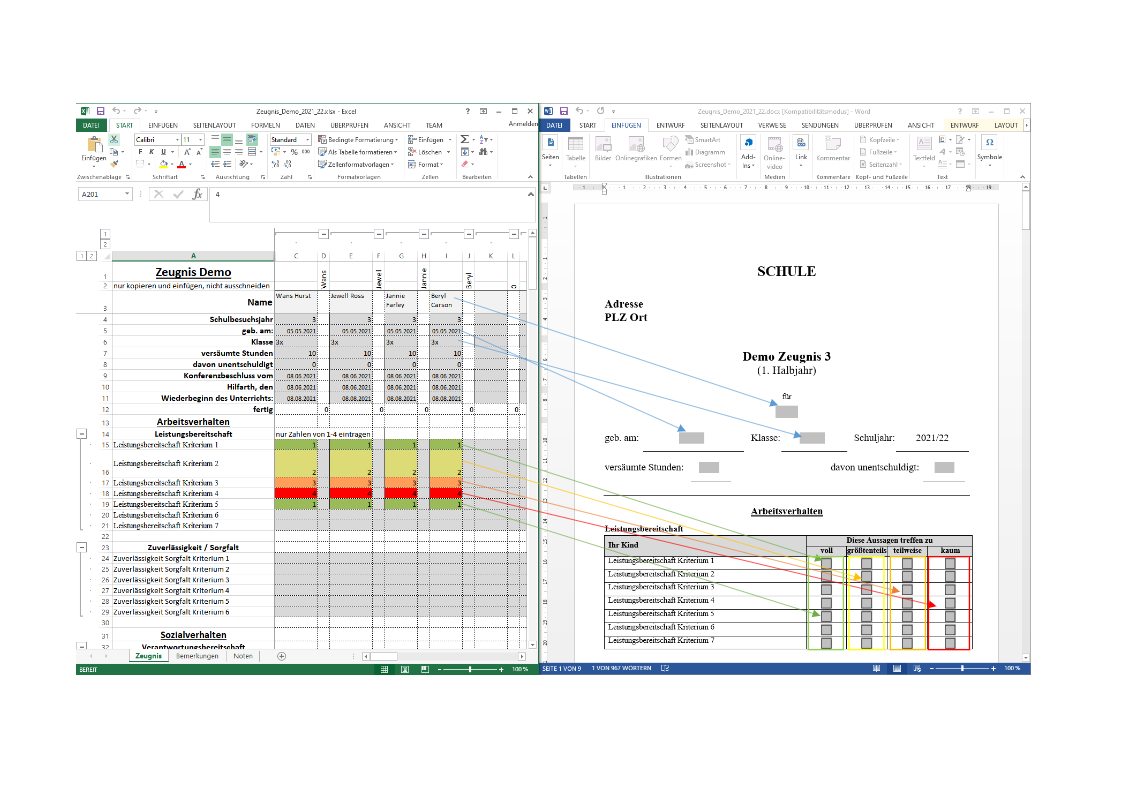 Zeugnis_Demo_2021_22.xlsx - Excel
DATEI START EINFÜGEN SEITENLAYOUT FORMELN DATEN ÜBERPRÜFEN ANSICHT TEAM Anmelden
Calibri 11 Standard Bedingte Formatierung Einfügen
Einfügen F K U Als Tabelle formatieren Löschen
Zellenformatvorlagen Format
Zwischenablage Schriftart Ausrichtung Zahl Formatvorlagen Zellen Bearbeiten
A201 4
1
2
1 2 A C D E F G H I J K L
1 Zeugnis Demo Wans Jewel Jannie Beryl 0
2 nur kopieren und einfügen, nicht ausschneiden
3 Name Wans Hurst Jewell Ross Jannie Farley Beryl Carson
4 Schulbesuchsjahr 3 3 3 3
5 geb. am: 05.05.2021 05.05.2021 05.05.2021 05.05.2021
6 Klasse 3x 3x 3x 3x
7 versäumte Stunden 10 10 10 10
8 davon unentschuldigt 0 0 0 0
9 Konferenzbeschluss vom 08.06.2021 08.06.2021 08.06.2021 08.06.2021
10 Hilfarth, den 08.06.2021 08.06.2021 08.06.2021 08.06.2021
11 Wiederbeginn des Unterrichts: 08.08.2021 08.08.2021 08.08.2021 08.08.2021
12 fertig 0 0 0 0 0
13 Arbeitsverhalten
14 Leistungsbereitschaft nur Zahlen von 1-4 eintragen
15 Leistungsbereitschaft Kriterium 1 1 1 1 1
16 Leistungsbereitschaft Kriterium 2 2 2 2 2
17 Leistungsbereitschaft Kriterium 3 3 3 3 3
18 Leistungsbereitschaft Kriterium 4 4 4 4 4
19 Leistungsbereitschaft Kriterium 5 1 1 1 1
20 Leistungsbereitschaft Kriterium 6
21 Leistungsbereitschaft Kriterium 7
22
23 Zuverlässigkeit / Sorgfalt
24 Zuverlässigkeit Sorgfalt Kriterium 1
25 Zuverlässigkeit Sorgfalt Kriterium 2
26 Zuverlässigkeit Sorgfalt Kriterium 3
27 Zuverlässigkeit Sorgfalt Kriterium 4
28 Zuverlässigkeit Sorgfalt Kriterium 5
29 Zuverlässigkeit Sorgfalt Kriterium 6
30
31 Sozialverhalten
32 Verantwortungsbereitschaft
Zeugnis Bemerkungen Noten
BEREIT 100 %
Zeugnis_Demo_2021_22.docx [Kompatibilitätsmodus] - Word
DATEI START EINFÜGEN ENTWURF SEITENLAYOUT VERWEISE SENDUNGEN ÜBERPRÜFEN ANSICHT ENTWURF LAYOUT
SmartArt Kopfzeile
Seiten Tabelle Bilder Onlinegrafiken Formen Diagramm Add-Ins Online-video Link Kommentar Fußzeile Textfeld Symbole
Screenshot Seitenzahl
Tabellen Illustrationen Medien Kommentare Kopf- und Fußzeile Text
SCHULE
Adresse
PLZ Ort
Demo Zeugnis 3
(1. Halbjahr)
für
geb. am: Klasse: Schuljahr: 2021/22
versäumte Stunden: davon unentschuldigt:
Arbeitsverhalten
Leistungsbereitschaft
Ihr Kind Diese Aussagen treffen zu
voll größtenteils teilweise kaum
Leistungsbereitschaft Kriterium 1
Leistungsbereitschaft Kriterium 2
Leistungsbereitschaft Kriterium 3
Leistungsbereitschaft Kriterium 4
Leistungsbereitschaft Kriterium 5
Leistungsbereitschaft Kriterium 6
Leistungsbereitschaft Kriterium 7
SEITE 1 VON 9 1 VON 967 WÖRTERN 100 %